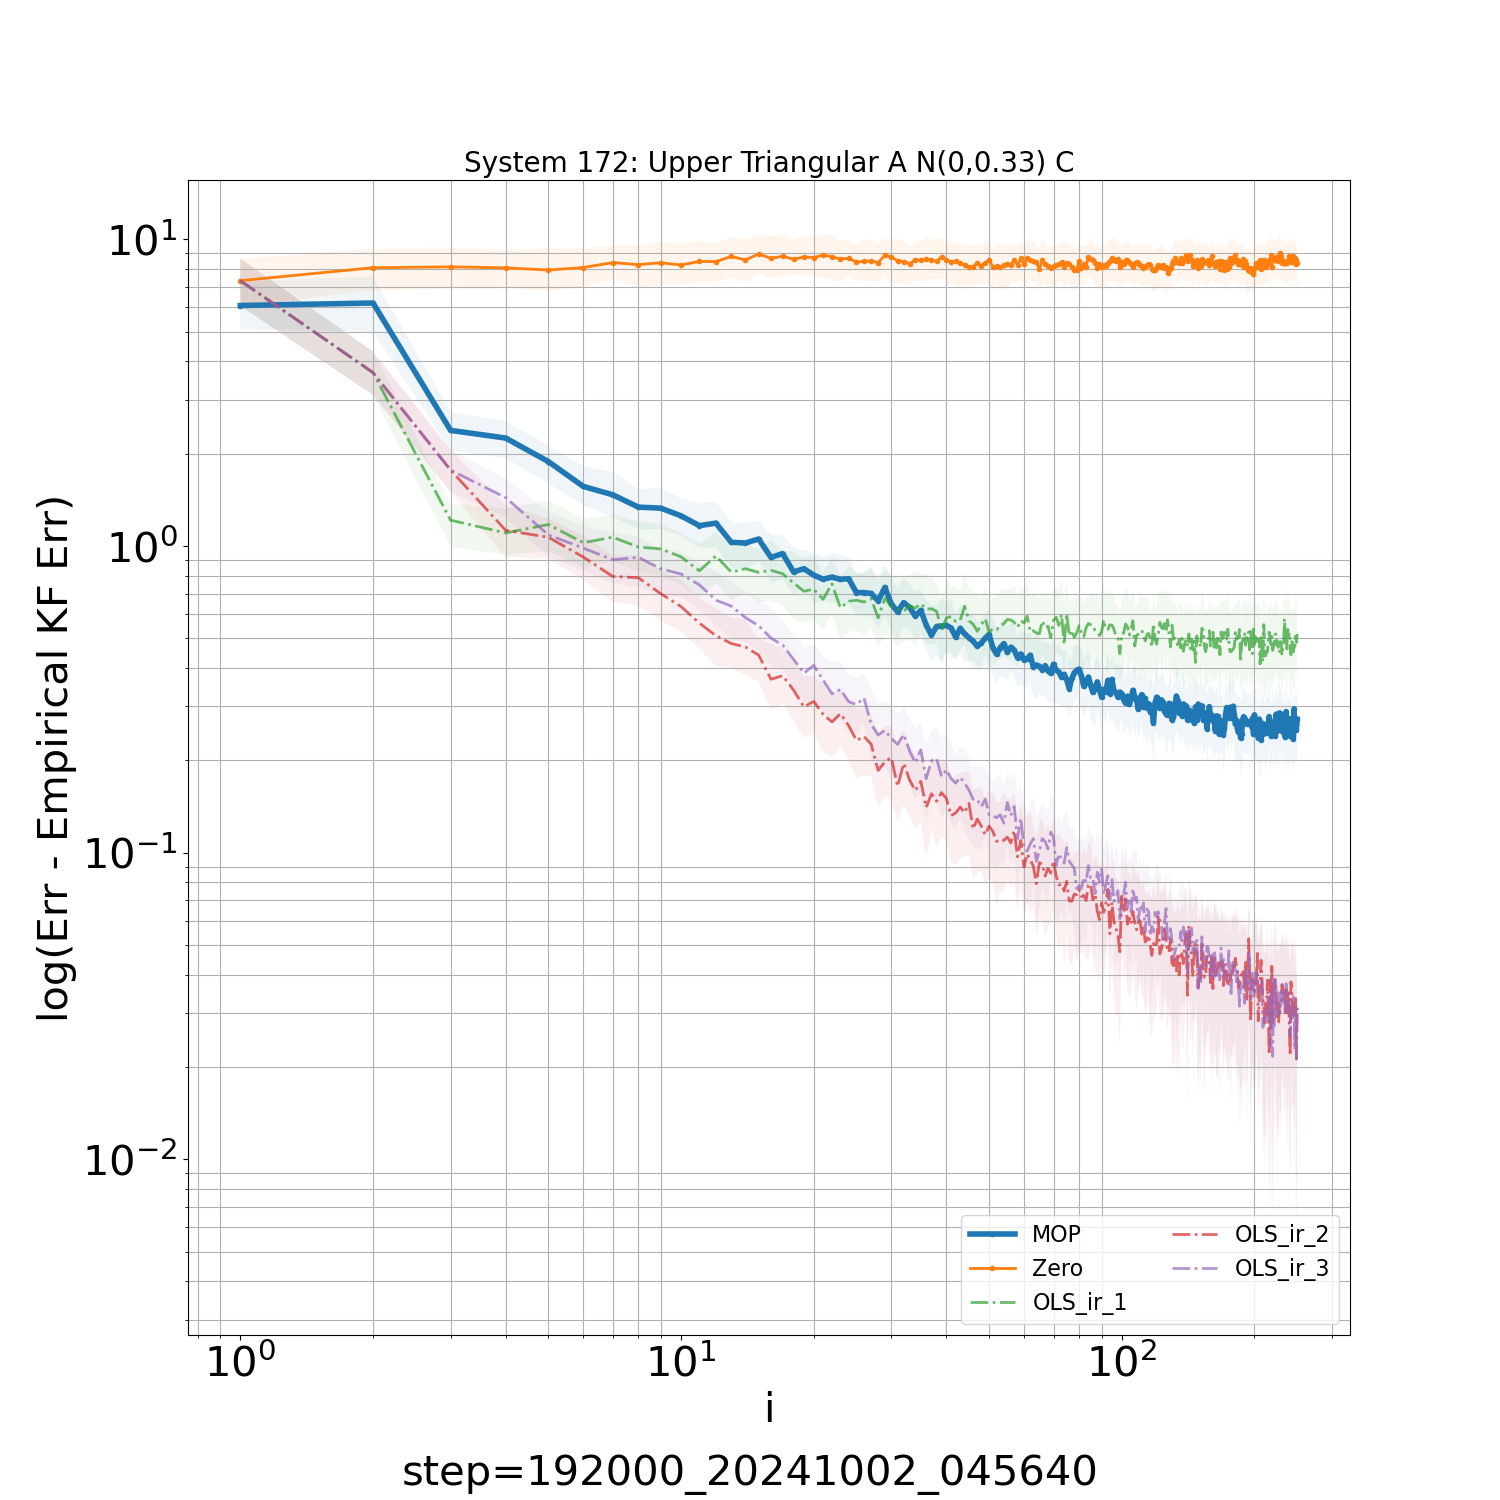 System 172: Upper Triangular A N(0,0.33) C
log(Err - Empirical KF Err)
10¹
10⁰
10⁻¹
10⁻²
10⁰ 10¹ 10²
i
MOP
Zero
OLS_ir_1
OLS_ir_2
OLS_ir_3
step=192000_20241002_045640